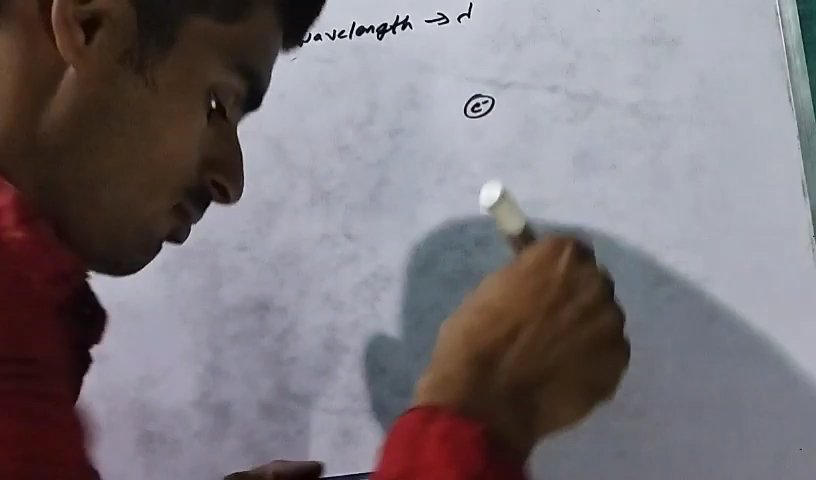 wavelength → λ
e⁻